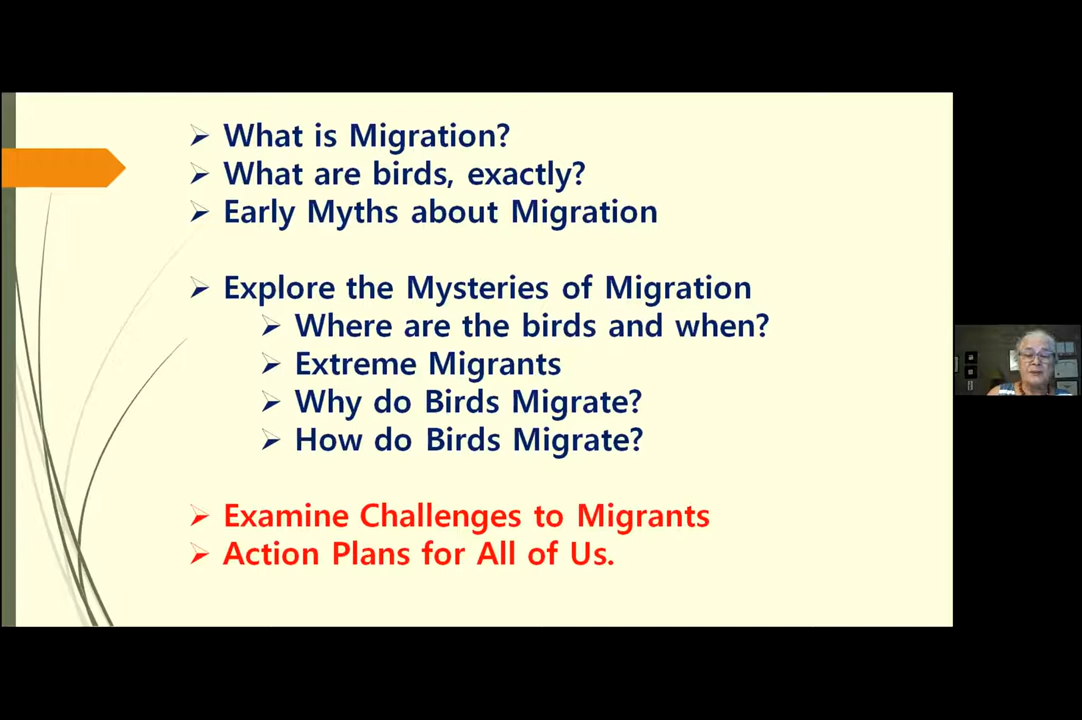 What is Migration?
What are birds, exactly?
Early Myths about Migration
Explore the Mysteries of Migration
Where are the birds and when?
Extreme Migrants
Why do Birds Migrate?
How do Birds Migrate?
Examine Challenges to Migrants
Action Plans for All of Us.